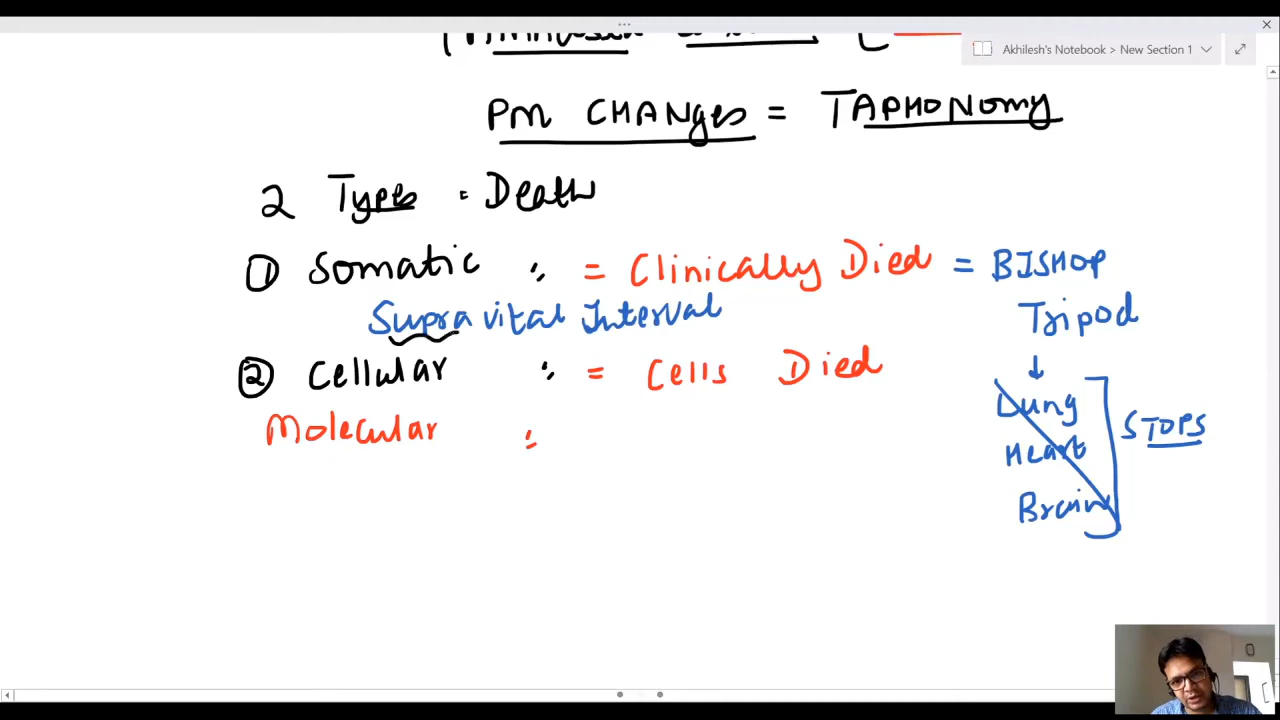 Akhilesh's Notebook > New Section 1
PM CHANges = TAPHONOMY
2 Types : Death
① Somatic : = Clinically Died = BISHOP
Tripod
Supravital Interval
② Cellular : = Cells Died
Molecular :
Lung
Heart
Brain
STOPS